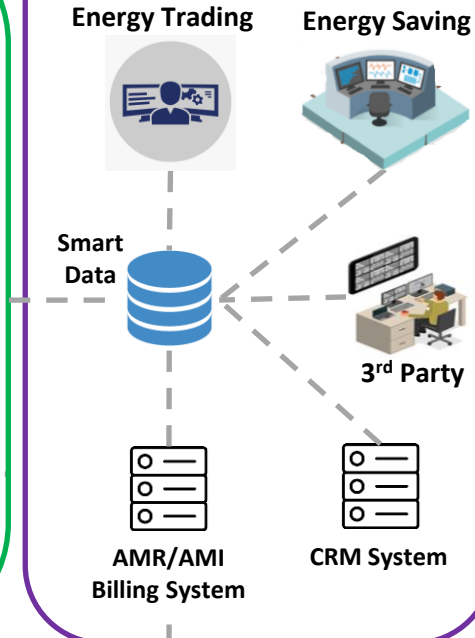 Energy Trading
Energy Saving
Smart
Data
3rd Party
AMR/AMI
Billing System
CRM System